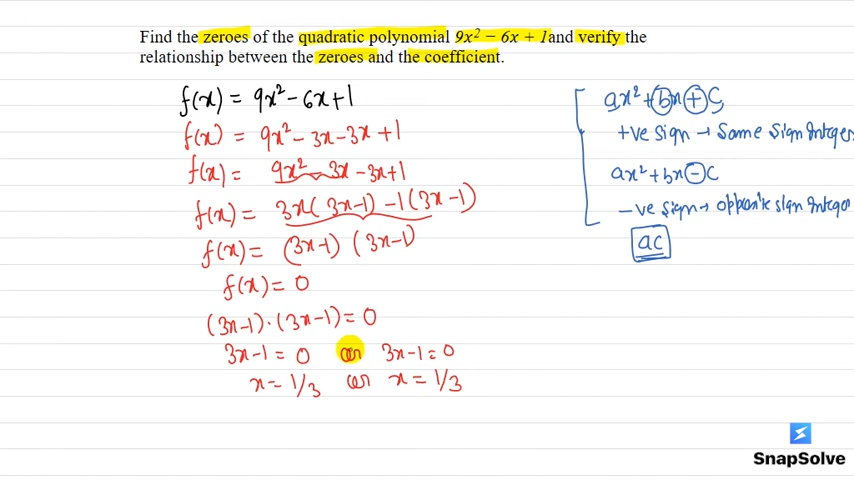 Find the zeroes of the quadratic polynomial 9x² − 6x + 1and verify the
relationship between the zeroes and the coefficient.
f(x) = 9x² - 6x + 1
f(x) = 9x² - 3x - 3x + 1
f(x) = 9x² - 3x - 3x + 1
f(x) = 3x(3x-1) -1(3x-1)
f(x) = (3x-1) (3x-1)
f(x) = 0
(3x-1)·(3x-1) = 0
3x-1 = 0 or 3x-1 = 0
x = 1/3 or x = 1/3
ax² + bx + c
+ve sign → Same sign Integer
ax² + bx - c
-ve sign → opposite sign Integer
ac
SnapSolve